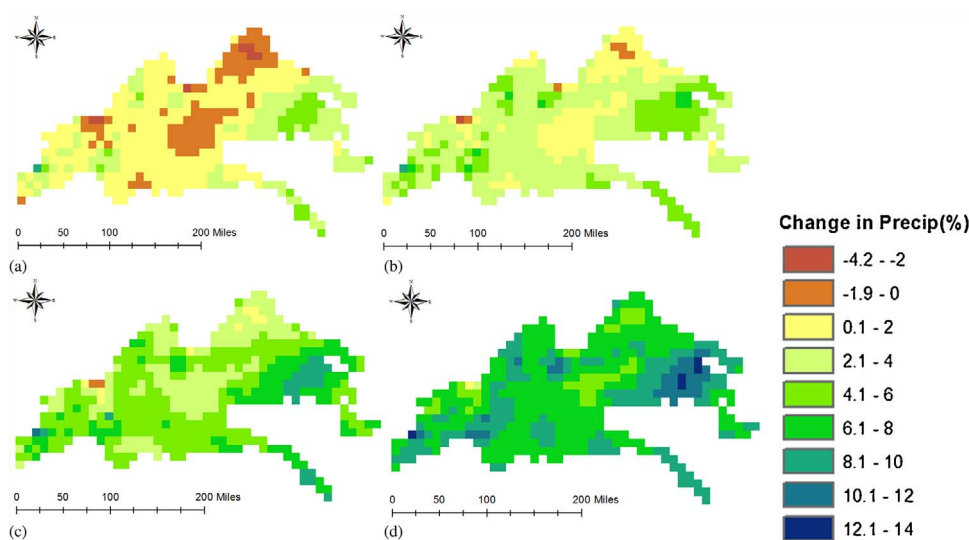 0 50 100 200 Miles
(a)
0 50 100 200 Miles
(b)
Change in Precip(%)
-4.2 - -2
-1.9 - 0
0.1 - 2
2.1 - 4
4.1 - 6
6.1 - 8
8.1 - 10
10.1 - 12
12.1 - 14
0 50 100 200 Miles
(c)
0 50 100 200 Miles
(d)